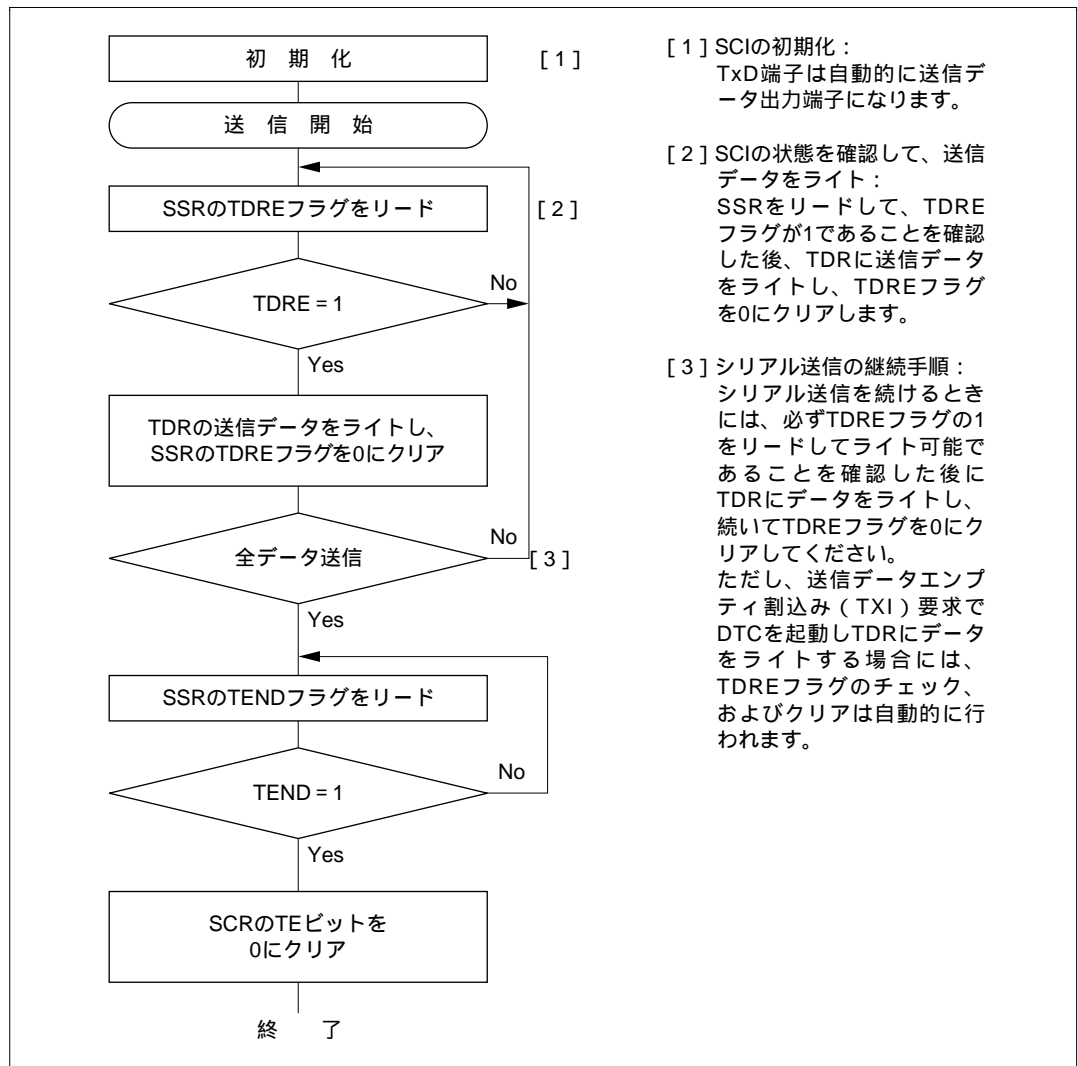 初 期 化
[ 1 ]
送 信 開 始
SSRのTDREフラグをリード
[ 2 ]
TDRE = 1
No
Yes
TDRの送信データをライトし、
SSRのTDREフラグを0にクリア
全データ送信
No
[ 3 ]
Yes
SSRのTENDフラグをリード
TEND = 1
No
Yes
SCRのTEビットを
0にクリア
終 了
[ 1 ] SCIの初期化：
TxD端子は自動的に送信デ
ータ出力端子になります。
[ 2 ] SCIの状態を確認して、送信
データをライト：
SSRをリードして、TDRE
フラグが1であることを確認
した後、TDRに送信データ
をライトし、TDREフラグ
を0にクリアします。
[ 3 ] シリアル送信の継続手順：
シリアル送信を続けるとき
には、必ずTDREフラグの1
をリードしてライト可能で
あることを確認した後に
TDRにデータをライトし、
続いてTDREフラグを0にク
リアしてください。
ただし、送信データエンプ
ティ割込み（TXI）要求で
DTCを起動しTDRにデータ
をライトする場合には、
TDREフラグのチェック、
およびクリアは自動的に行
われます。